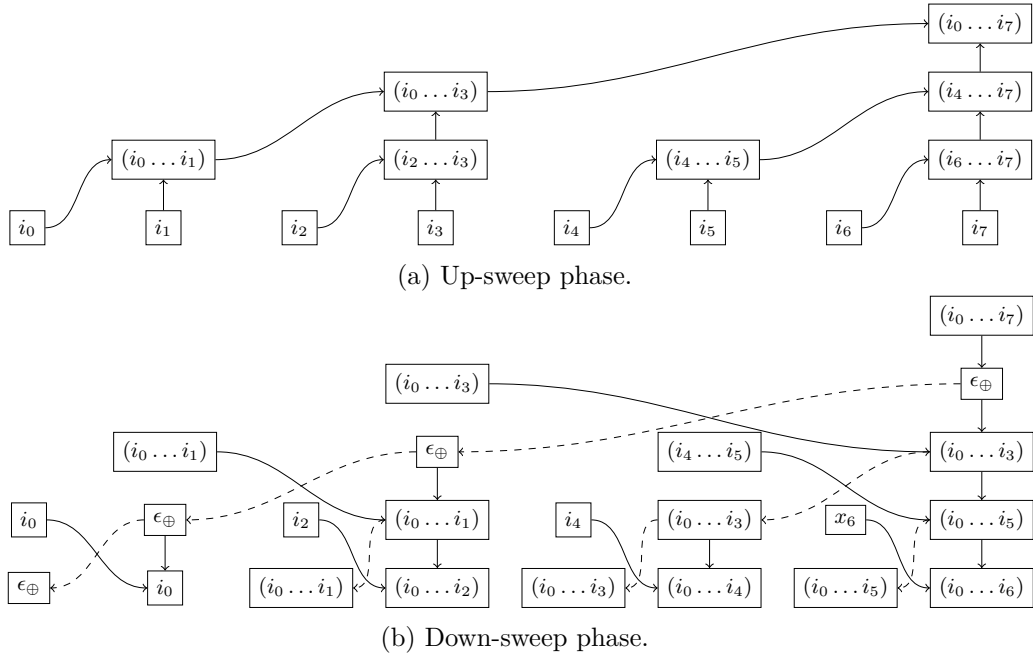 (i₀ … i₇)
(i₀ … i₃) (i₄ … i₇)
(i₀ … i₁) (i₂ … i₃) (i₄ … i₅) (i₆ … i₇)
i₀ i₁ i₂ i₃ i₄ i₅ i₆ i₇
(a) Up-sweep phase.
(i₀ … i₇)
(i₀ … i₃) ϵ⊕
(i₀ … i₁) ϵ⊕ (i₄ … i₅) (i₀ … i₃)
i₀ ϵ⊕ i₂ (i₀ … i₁) i₄ (i₀ … i₃) x₆ (i₀ … i₅)
ϵ⊕ i₀ (i₀ … i₁) (i₀ … i₂) (i₀ … i₃) (i₀ … i₄) (i₀ … i₅) (i₀ … i₆)
(b) Down-sweep phase.